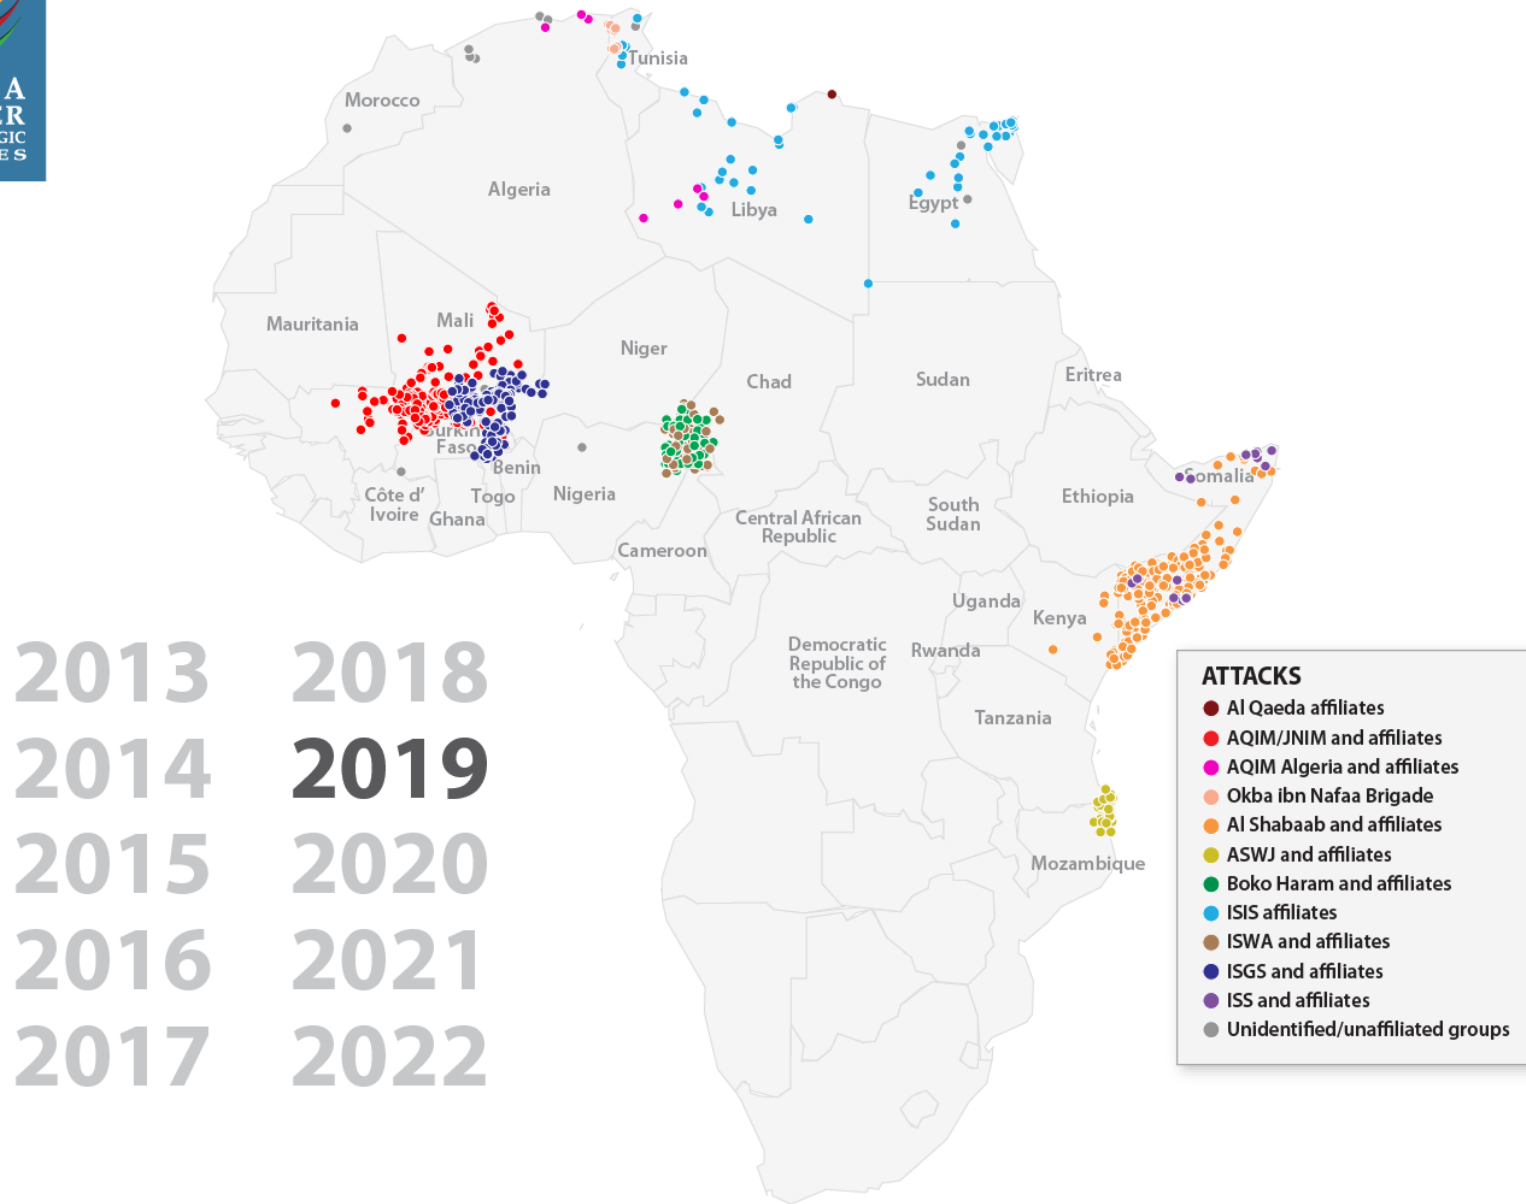 A
ER
GIC
ES
Tunisia
Morocco
Algeria
Libya
Egypt
Mauritania
Mali
Niger
Chad
Sudan
Eritrea
Burkina
Faso
Benin
Côte d’
Ivoire
Togo
Ghana
Nigeria
Cameroon
Central African
Republic
South
Sudan
Ethiopia
Somalia
Uganda
Kenya
Rwanda
Democratic
Republic of
the Congo
Tanzania
Mozambique
2013 2018
2014 2019
2015 2020
2016 2021
2017 2022
ATTACKS
Al Qaeda affiliates
AQIM/JNIM and affiliates
AQIM Algeria and affiliates
Okba ibn Nafaa Brigade
Al Shabaab and affiliates
ASWJ and affiliates
Boko Haram and affiliates
ISIS affiliates
ISWA and affiliates
ISGS and affiliates
ISS and affiliates
Unidentified/unaffiliated groups